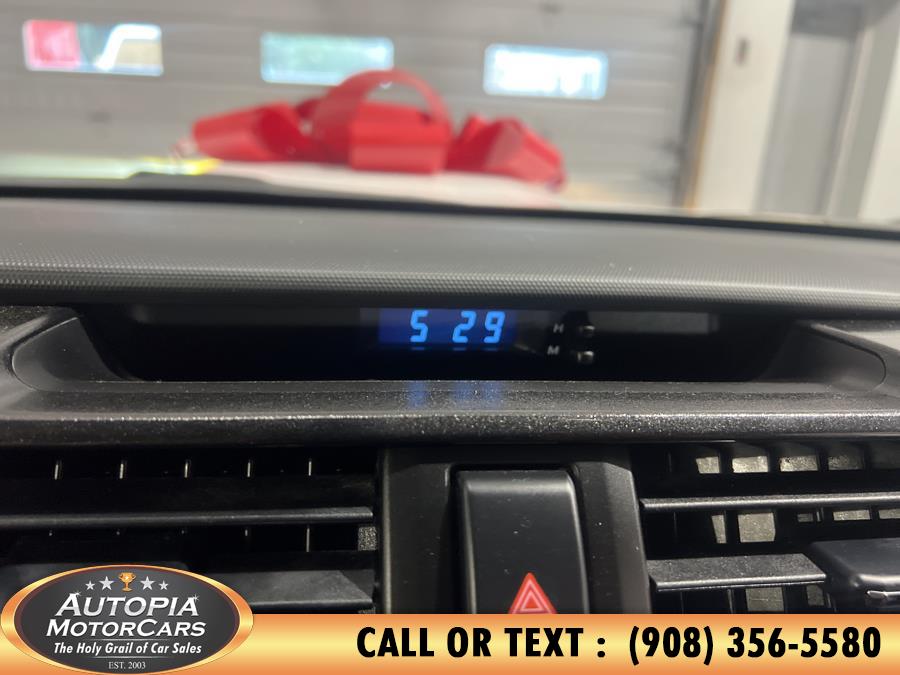 5 29
H
M
AUTOPIA
MOTORCARS
The Holy Grail of Car Sales
EST. 2003
CALL OR TEXT : (908) 356-5580